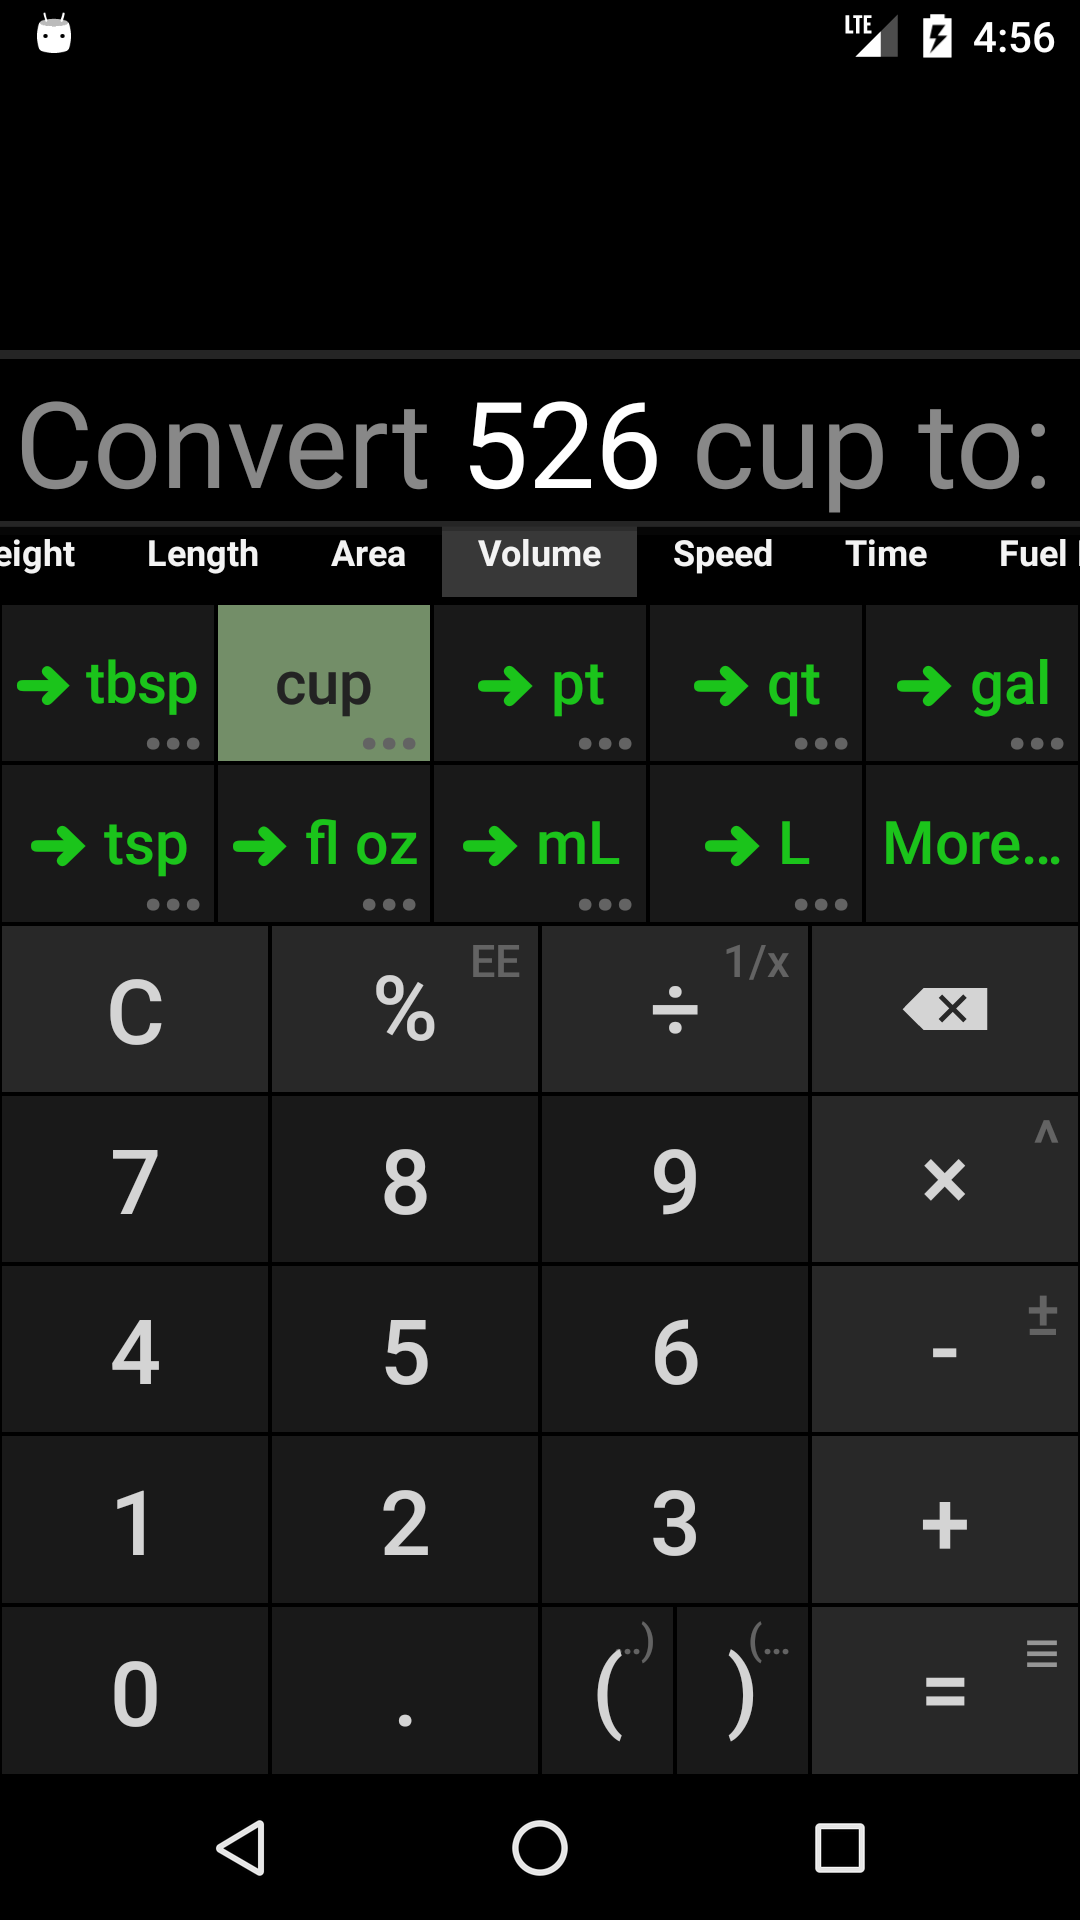 LTE 4:56
Convert 526 cup to:
eight Length Area Volume Speed Time Fuel
→ tbsp cup → pt → qt → gal
→ tsp → fl oz → mL → L More...
C % EE ÷ 1/x
7 8 9 × ^
4 5 6 - ±
1 2 3 +
0 . ( ..) ) (... =